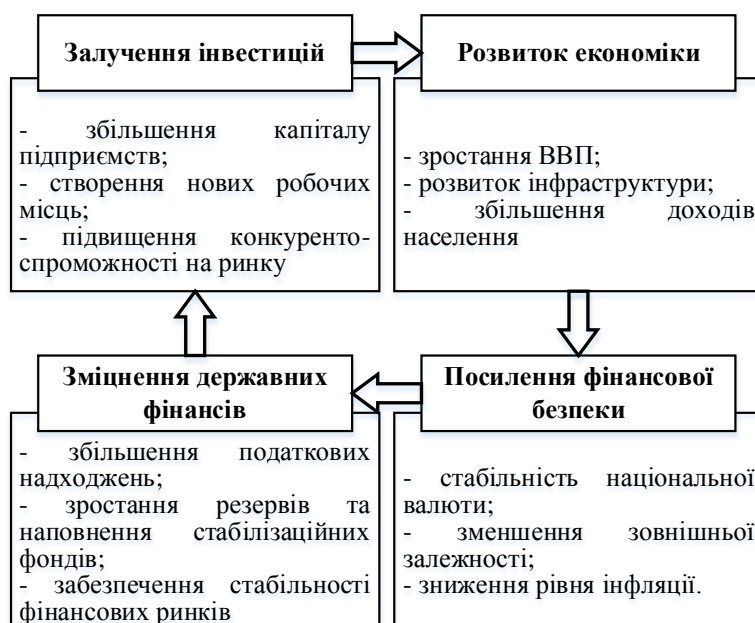 Залучення інвестицій
- збільшення капіталу
підприємств;
- створення нових робочих
місць;
- підвищення конкуренто-
спроможності на ринку
Розвиток економіки
- зростання ВВП;
- розвиток інфраструктури;
- збільшення доходів
населення
Зміцнення державних
фінансів
- збільшення податкових
надходжень;
- зростання резервів та
наповнення стабілізаційних
фондів;
- забезпечення стабільності
фінансових ринків
Посилення фінансової
безпеки
- стабільність національної
валюти;
- зменшення зовнішньої
залежності;
- зниження рівня інфляції.